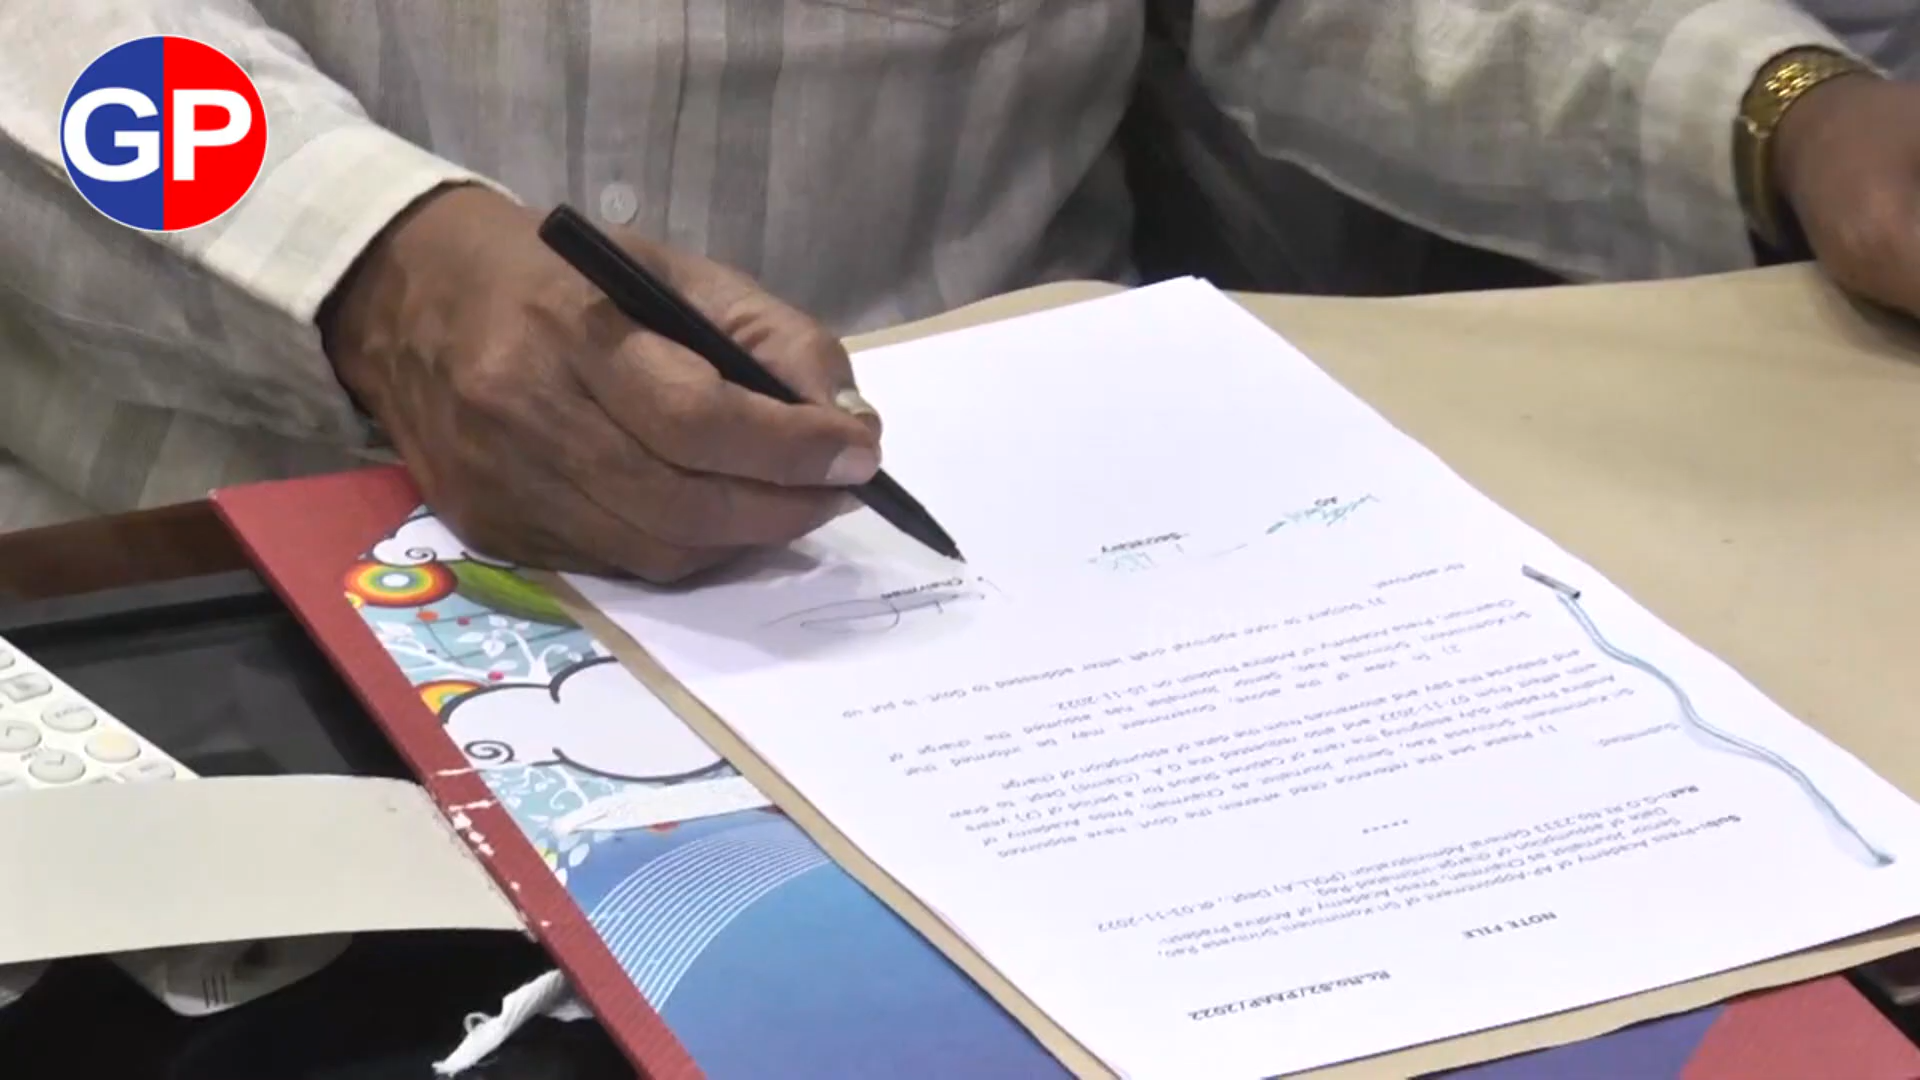 GP
Rc.No.52/PAAP/2022
NOTE FILE
Sub:-Press Academy of AP-Appointment of Sri.Kommineni Srinivasa Rao,
Senior Journalist as Chairman, Press Academy of Andhra Pradesh-
Date of assumption of charge-intimated-Reg.
Ref:-G.O.Rt.No.2333 General Administration (POLL.A) Dept., dt.03-11-2022
*****
Submitted:
1) Please see the reference cited wherein the Govt. have appointed
Sri.Kommineni Srinivasa Rao, Senior Journalist as Chairman, Press Academy of
Andhra Pradesh duly assigning the rank of Cabinet Status for a period of (2) years
with effect from 07-11-2022 and also requested the G.A. (Claims) Dept. to draw
and disburse the pay and allowances from the date of assumption of charge
2) In view of the above, Government may be informed that
Sri.Kommineni Srinivasa Rao, Senior Journalist has assumed the charge of
Chairman, Press Academy of Andhra Pradesh on 10-11-2022.
3) Subject to note approval draft letter addressed to Govt. is put up
for approval.
AO
Secretary
Chairman